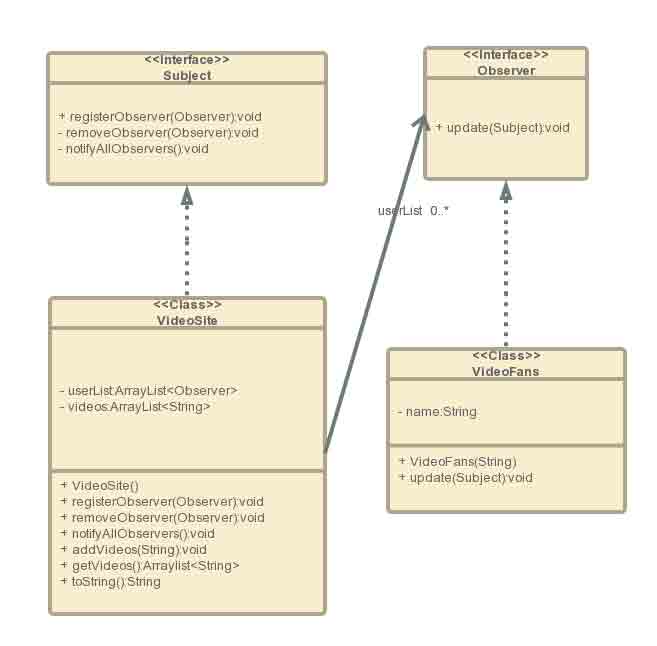 <<Interface>>
Subject
+ registerObserver(Observer):void
- removeObserver(Observer):void
- notifyAllObservers():void
<<Interface>>
Observer
+ update(Subject):void
userList 0..*
<<Class>>
VideoSite
- userList:ArrayList<Observer>
- videos:ArrayList<String>
+ VideoSite()
+ registerObserver(Observer):void
+ removeObserver(Observer):void
+ notifyAllObservers():void
+ addVideos(String):void
+ getVideos():Arraylist<String>
+ toString():String
<<Class>>
VideoFans
- name:String
+ VideoFans(String)
+ update(Subject):void